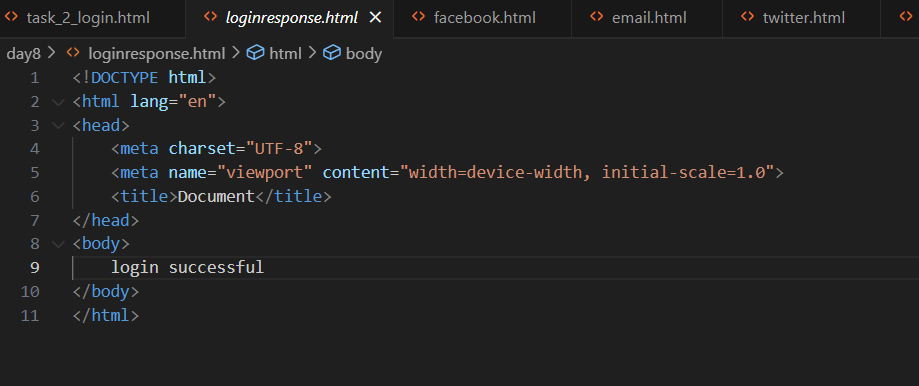 task_2_login.html loginresponse.html facebook.html email.html twitter.html
day8 > loginresponse.html > html > body
1 <!DOCTYPE html>
2 <html lang="en">
3 <head>
4 <meta charset="UTF-8">
5 <meta name="viewport" content="width=device-width, initial-scale=1.0">
6 <title>Document</title>
7 </head>
8 <body>
9 login successful
10 </body>
11 </html>